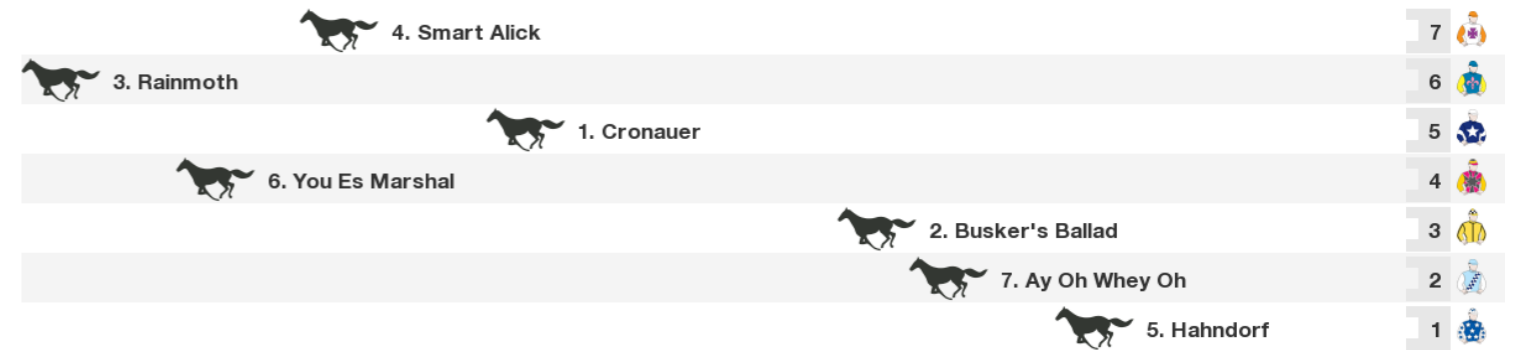 4. Smart Alick 7
3. Rainmoth 6
1. Cronauer 5
6. You Es Marshal 4
2. Busker's Ballad 3
7. Ay Oh Whey Oh 2
5. Hahndorf 1